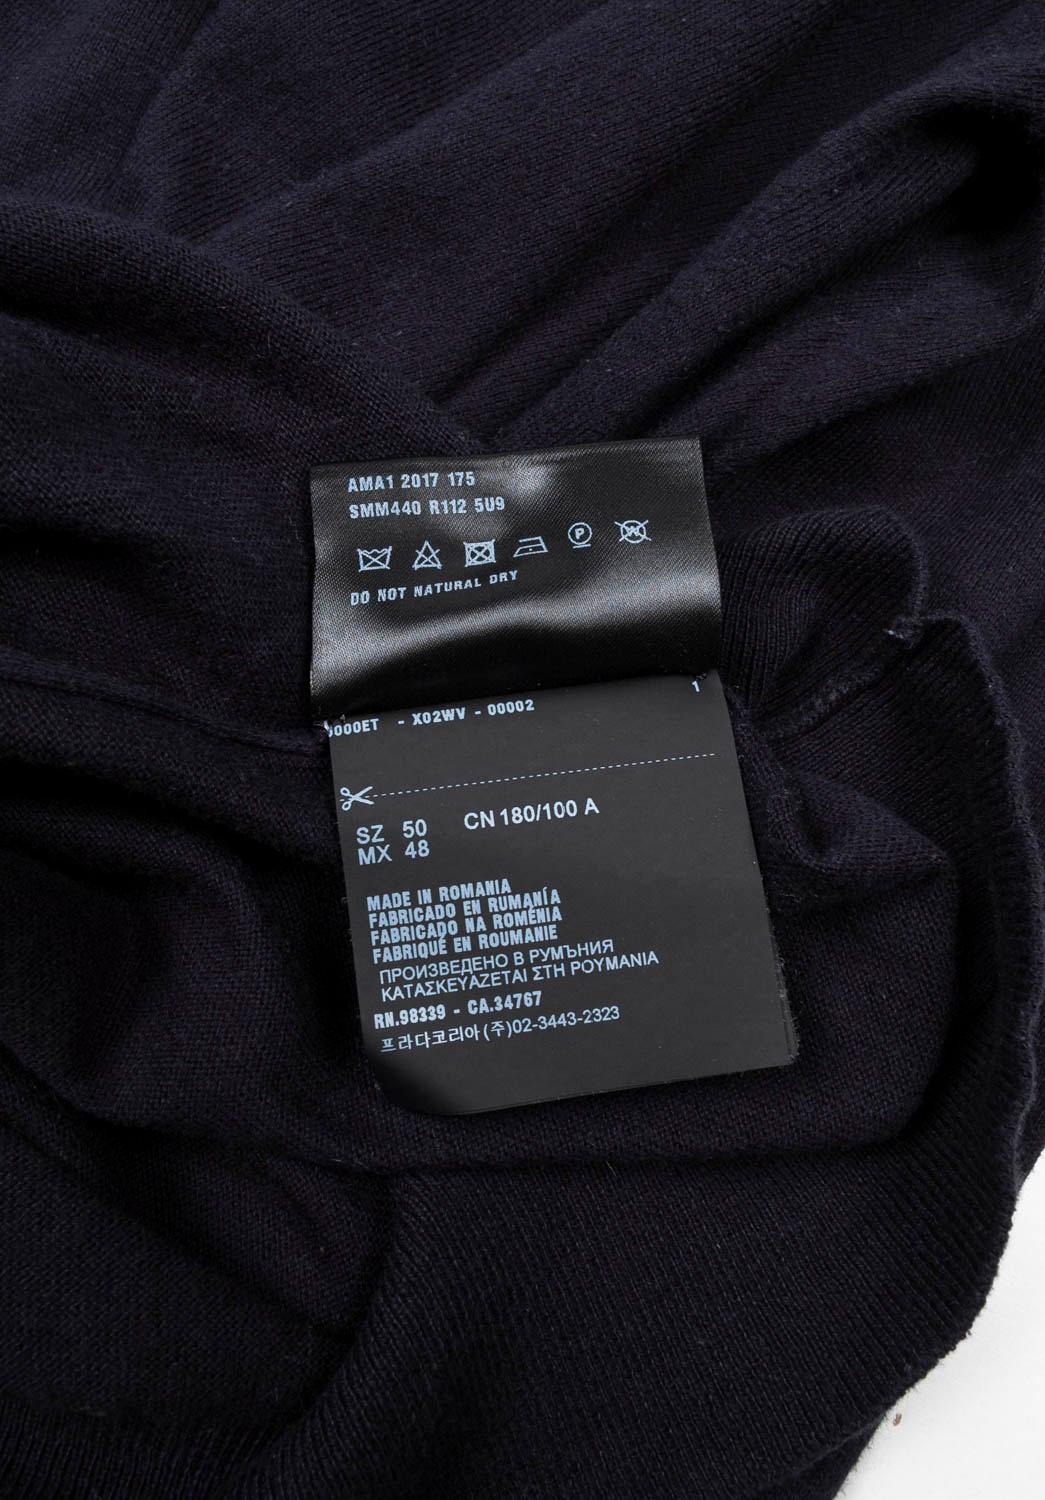 AMA1 2017 175
SMM440 R112 5U9
P W
DO NOT NATURAL DRY
1
0000ET - X02WV - 00002
SZ 50 CN 180/100 A
MX 48
MADE IN ROMANIA
FABRICADO EN RUMANÍA
FABRICADO NA ROMÉNIA
FABRIQUÉ EN ROUMANIE
ПРОИЗВЕДЕНО В РУМЪНИЯ
ΚΑΤΑΣΚΕΥΑΖΕΤΑΙ ΣΤΗ ΡΟΥΜΑΝΙΑ
RN.98339 - CA.34767
프라다코리아(주)02-3443-2323